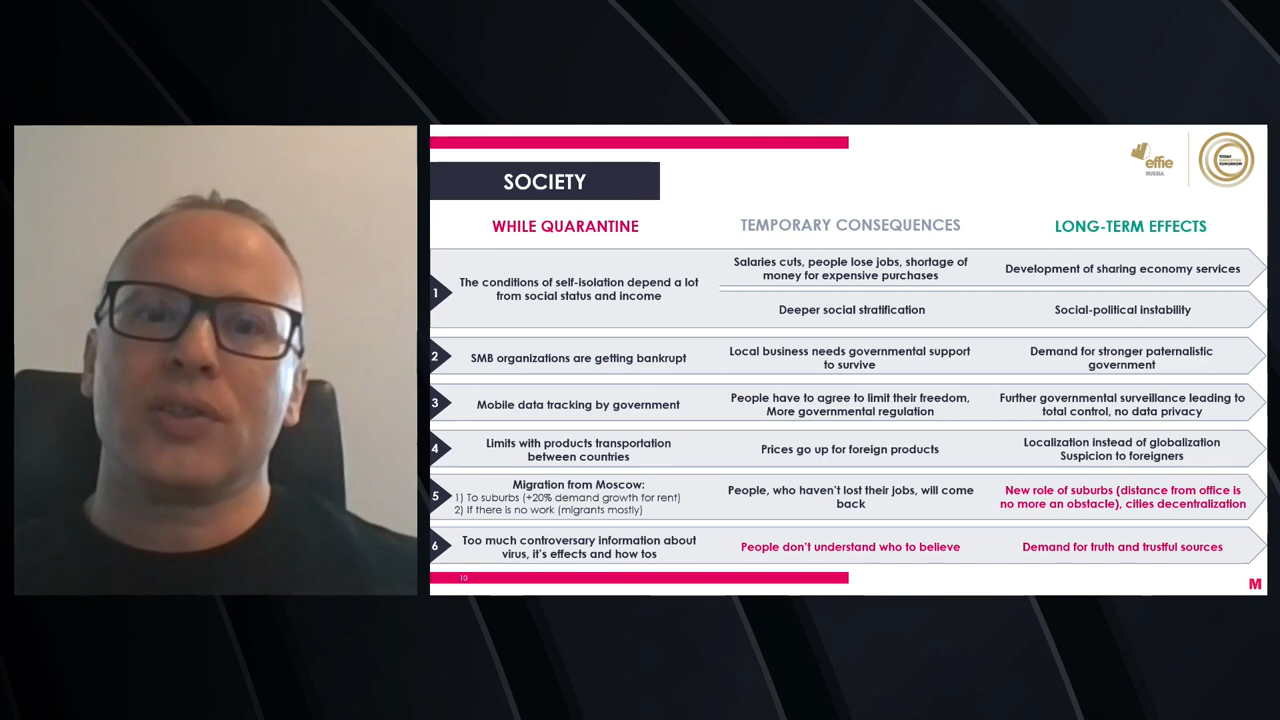 effie
RUSSIA
TODAY
TOMORROW
SOCIETY
WHILE QUARANTINE
TEMPORARY CONSEQUENCES
LONG-TERM EFFECTS
1
The conditions of self-isolation depend a lot
from social status and income
Salaries cuts, people lose jobs, shortage of
money for expensive purchases
Development of sharing economy services
Deeper social stratification
Social-political instability
2
SMB organizations are getting bankrupt
Local business needs governmental support
to survive
Demand for stronger paternalistic
government
3
Mobile data tracking by government
People have to agree to limit their freedom,
More governmental regulation
Further governmental surveillance leading to
total control, no data privacy
4
Limits with products transportation
between countries
Prices go up for foreign products
Localization instead of globalization
Suspicion to foreigners
5
Migration from Moscow:
1) To suburbs (+20% demand growth for rent)
2) If there is no work (migrants mostly)
People, who haven't lost their jobs, will come
back
New role of suburbs (distance from office is
no more an obstacle), cities decentralization
6
Too much controversary information about
virus, it's effects and how tos
People don't understand who to believe
Demand for truth and trustful sources
10
M